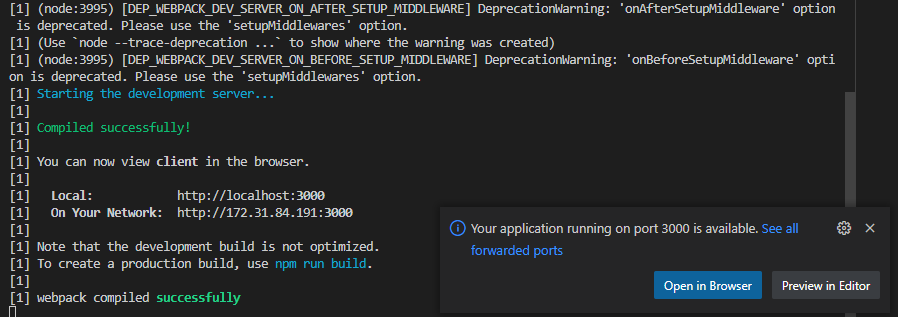 [1] (node:3995) [DEP_WEBPACK_DEV_SERVER_ON_AFTER_SETUP_MIDDLEWARE] DeprecationWarning: 'onAfterSetupMiddleware' option
 is deprecated. Please use the 'setupMiddlewares' option.
[1] (Use `node --trace-deprecation ...` to show where the warning was created)
[1] (node:3995) [DEP_WEBPACK_DEV_SERVER_ON_BEFORE_SETUP_MIDDLEWARE] DeprecationWarning: 'onBeforeSetupMiddleware' opti
on is deprecated. Please use the 'setupMiddlewares' option.
[1] Starting the development server...
[1]
[1] Compiled successfully!
[1]
[1] You can now view client in the browser.
[1]
[1]   Local:            http://localhost:3000
[1]   On Your Network:  http://172.31.84.191:3000
[1]
[1] Note that the development build is not optimized.
[1] To create a production build, use npm run build.
[1]
[1] webpack compiled successfully
Your application running on port 3000 is available. See all
forwarded ports
Open in Browser
Preview in Editor